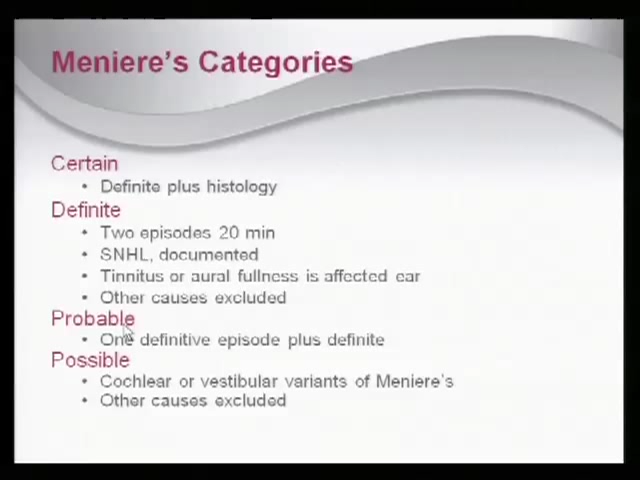 Meniere's Categories
Certain
• Definite plus histology
Definite
• Two episodes 20 min
• SNHL, documented
• Tinnitus or aural fullness is affected ear
• Other causes excluded
Probable
• One definitive episode plus definite
Possible
• Cochlear or vestibular variants of Meniere's
• Other causes excluded